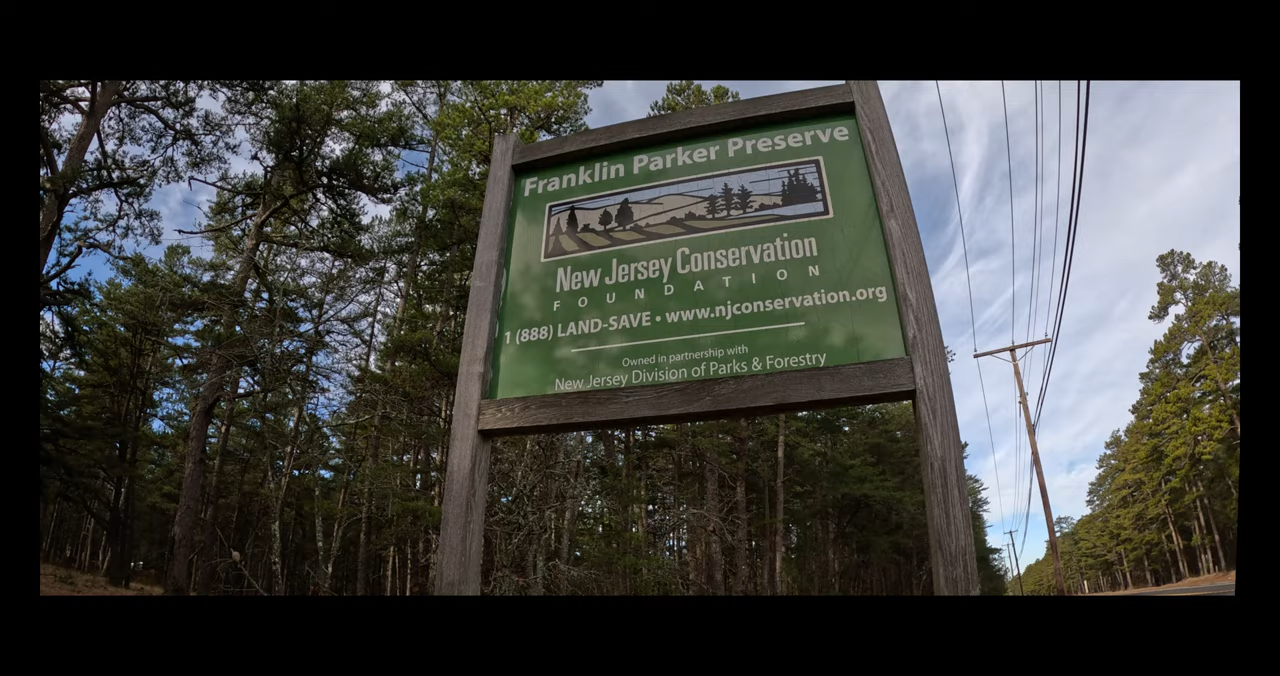 Franklin Parker Preserve
New Jersey Conservation
FOUNDATION
1 (888) LAND-SAVE • www.njconservation.org
Owned in partnership with
New Jersey Division of Parks & Forestry